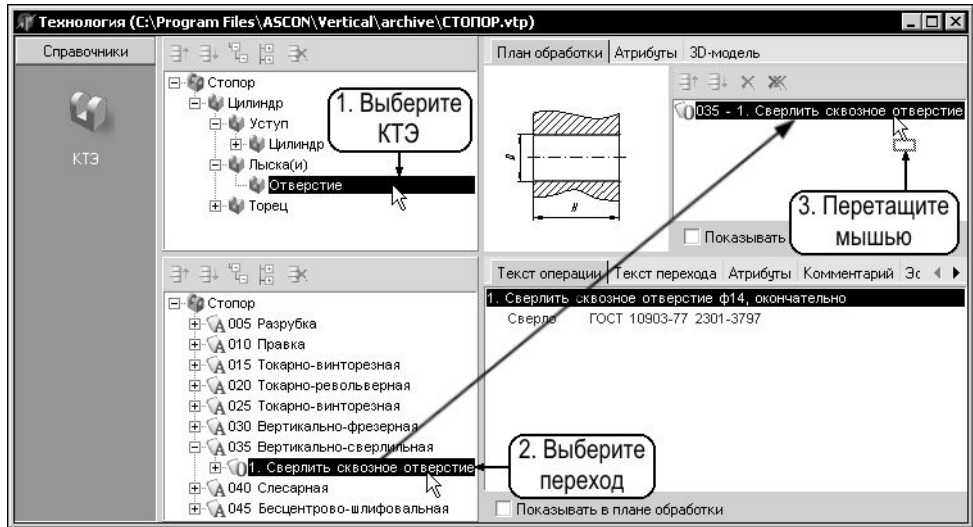 Технология (C:\Program Files\ASCON\Vertical\archive\СТОПОР.vtp)
Справочники
КТЭ
Стопор
Цилиндр
Уступ
Цилиндр
Лыска(и)
Отверстие
Торец
1. Выберите
КТЭ
План обработки Атрибуты 3D-модель
035 - 1. Сверлить сквозное отверстие
D
N
3. Перетащите
мышью
Показывать
Стопор
005 Разрубка
010 Правка
015 Токарно-винторезная
020 Токарно-револьверная
025 Токарно-винторезная
030 Вертикально-фрезерная
035 Вертикально-сверлильная
1. Сверлить сквозное отверстие
040 Слесарная
045 Бесцентрово-шлифовальная
2. Выберите
переход
Текст операции Текст перехода Атрибуты Комментарий Эс
1. Сверлить сквозное отверстие ф14, окончательно
Сверло ГОСТ 10903-77 2301-3797
Показывать в плане обработки